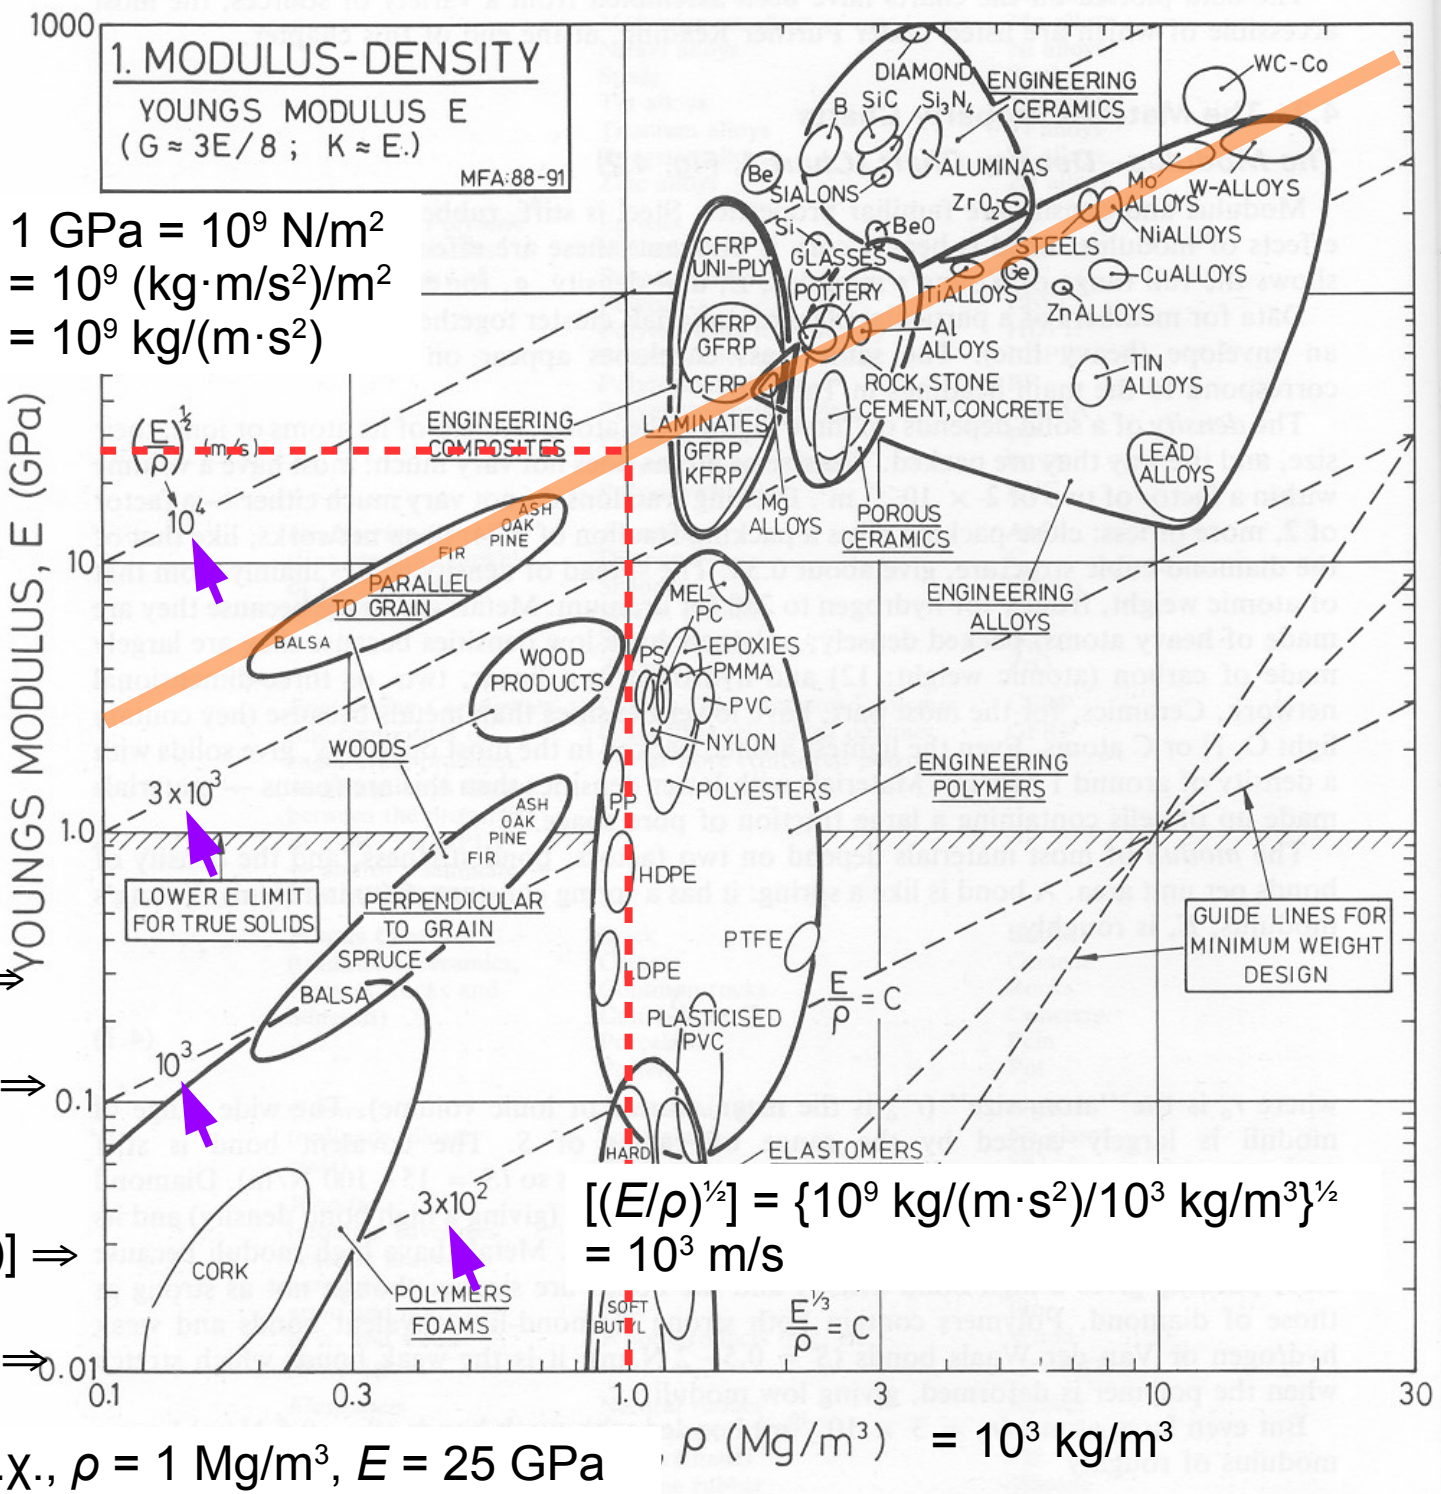 1000
1. MODULUS-DENSITY
YOUNGS MODULUS E
(G ≈ 3E/8 ; K ≈ E.)
MFA:88-91
1 GPa = 10⁹ N/m²
= 10⁹ (kg·m/s²)/m²
= 10⁹ kg/(m·s²)
DIAMOND
ENGINEERING
CERAMICS
WC-Co
B
SiC
Si₃N₄
Be
SIALONS
ALUMINAS
ZrO₂
Mo
ALLOYS
W-ALLOYS
NiALLOYS
Si
BeO
CFRP
UNI-PLY
GLASSES
STEELS
Ge
CuALLOYS
POTTERY
TiALLOYS
ZnALLOYS
KFRP
GFRP
Al
ALLOYS
CFRP
ROCK, STONE
TIN
ALLOYS
CEMENT, CONCRETE
ENGINEERING
COMPOSITES
LAMINATES
GFRP
KFRP
LEAD
ALLOYS
(E/ρ)^½ (m/s)
10⁴
Mg
ALLOYS
POROUS
CERAMICS
ASH
OAK
PINE
FIR
10
PARALLEL
TO GRAIN
BALSA
MEL
PC
ENGINEERING
ALLOYS
PS
EPOXIES
PMMA
PVC
NYLON
WOOD
PRODUCTS
WOODS
POLYESTERS
ENGINEERING
POLYMERS
3x10³
PP
ASH
OAK
PINE
FIR
1.0
HDPE
LOWER E LIMIT
FOR TRUE SOLIDS
PERPENDICULAR
TO GRAIN
SPRUCE
BALSA
PTFE
GUIDE LINES FOR
MINIMUM WEIGHT
DESIGN
YOUNGS MODULUS, E (GPa)
⇒
LDPE
E/ρ = C
PLASTICISED
PVC
10³
⇒
0.1
HARD
ELASTOMERS
3x10²
[(E/ρ)^½] = {10⁹ kg/(m·s²)/10³ kg/m³}^½
= 10³ m/s
)] ⇒
CORK
POLYMERS
FOAMS
SOFT
BUTYL
E^⅓/ρ = C
⇒
0.01
0.1
0.3
1.0
3
10
30
ρ (Mg/m³) = 10³ kg/m³
.χ., ρ = 1 Mg/m³, E = 25 GPa